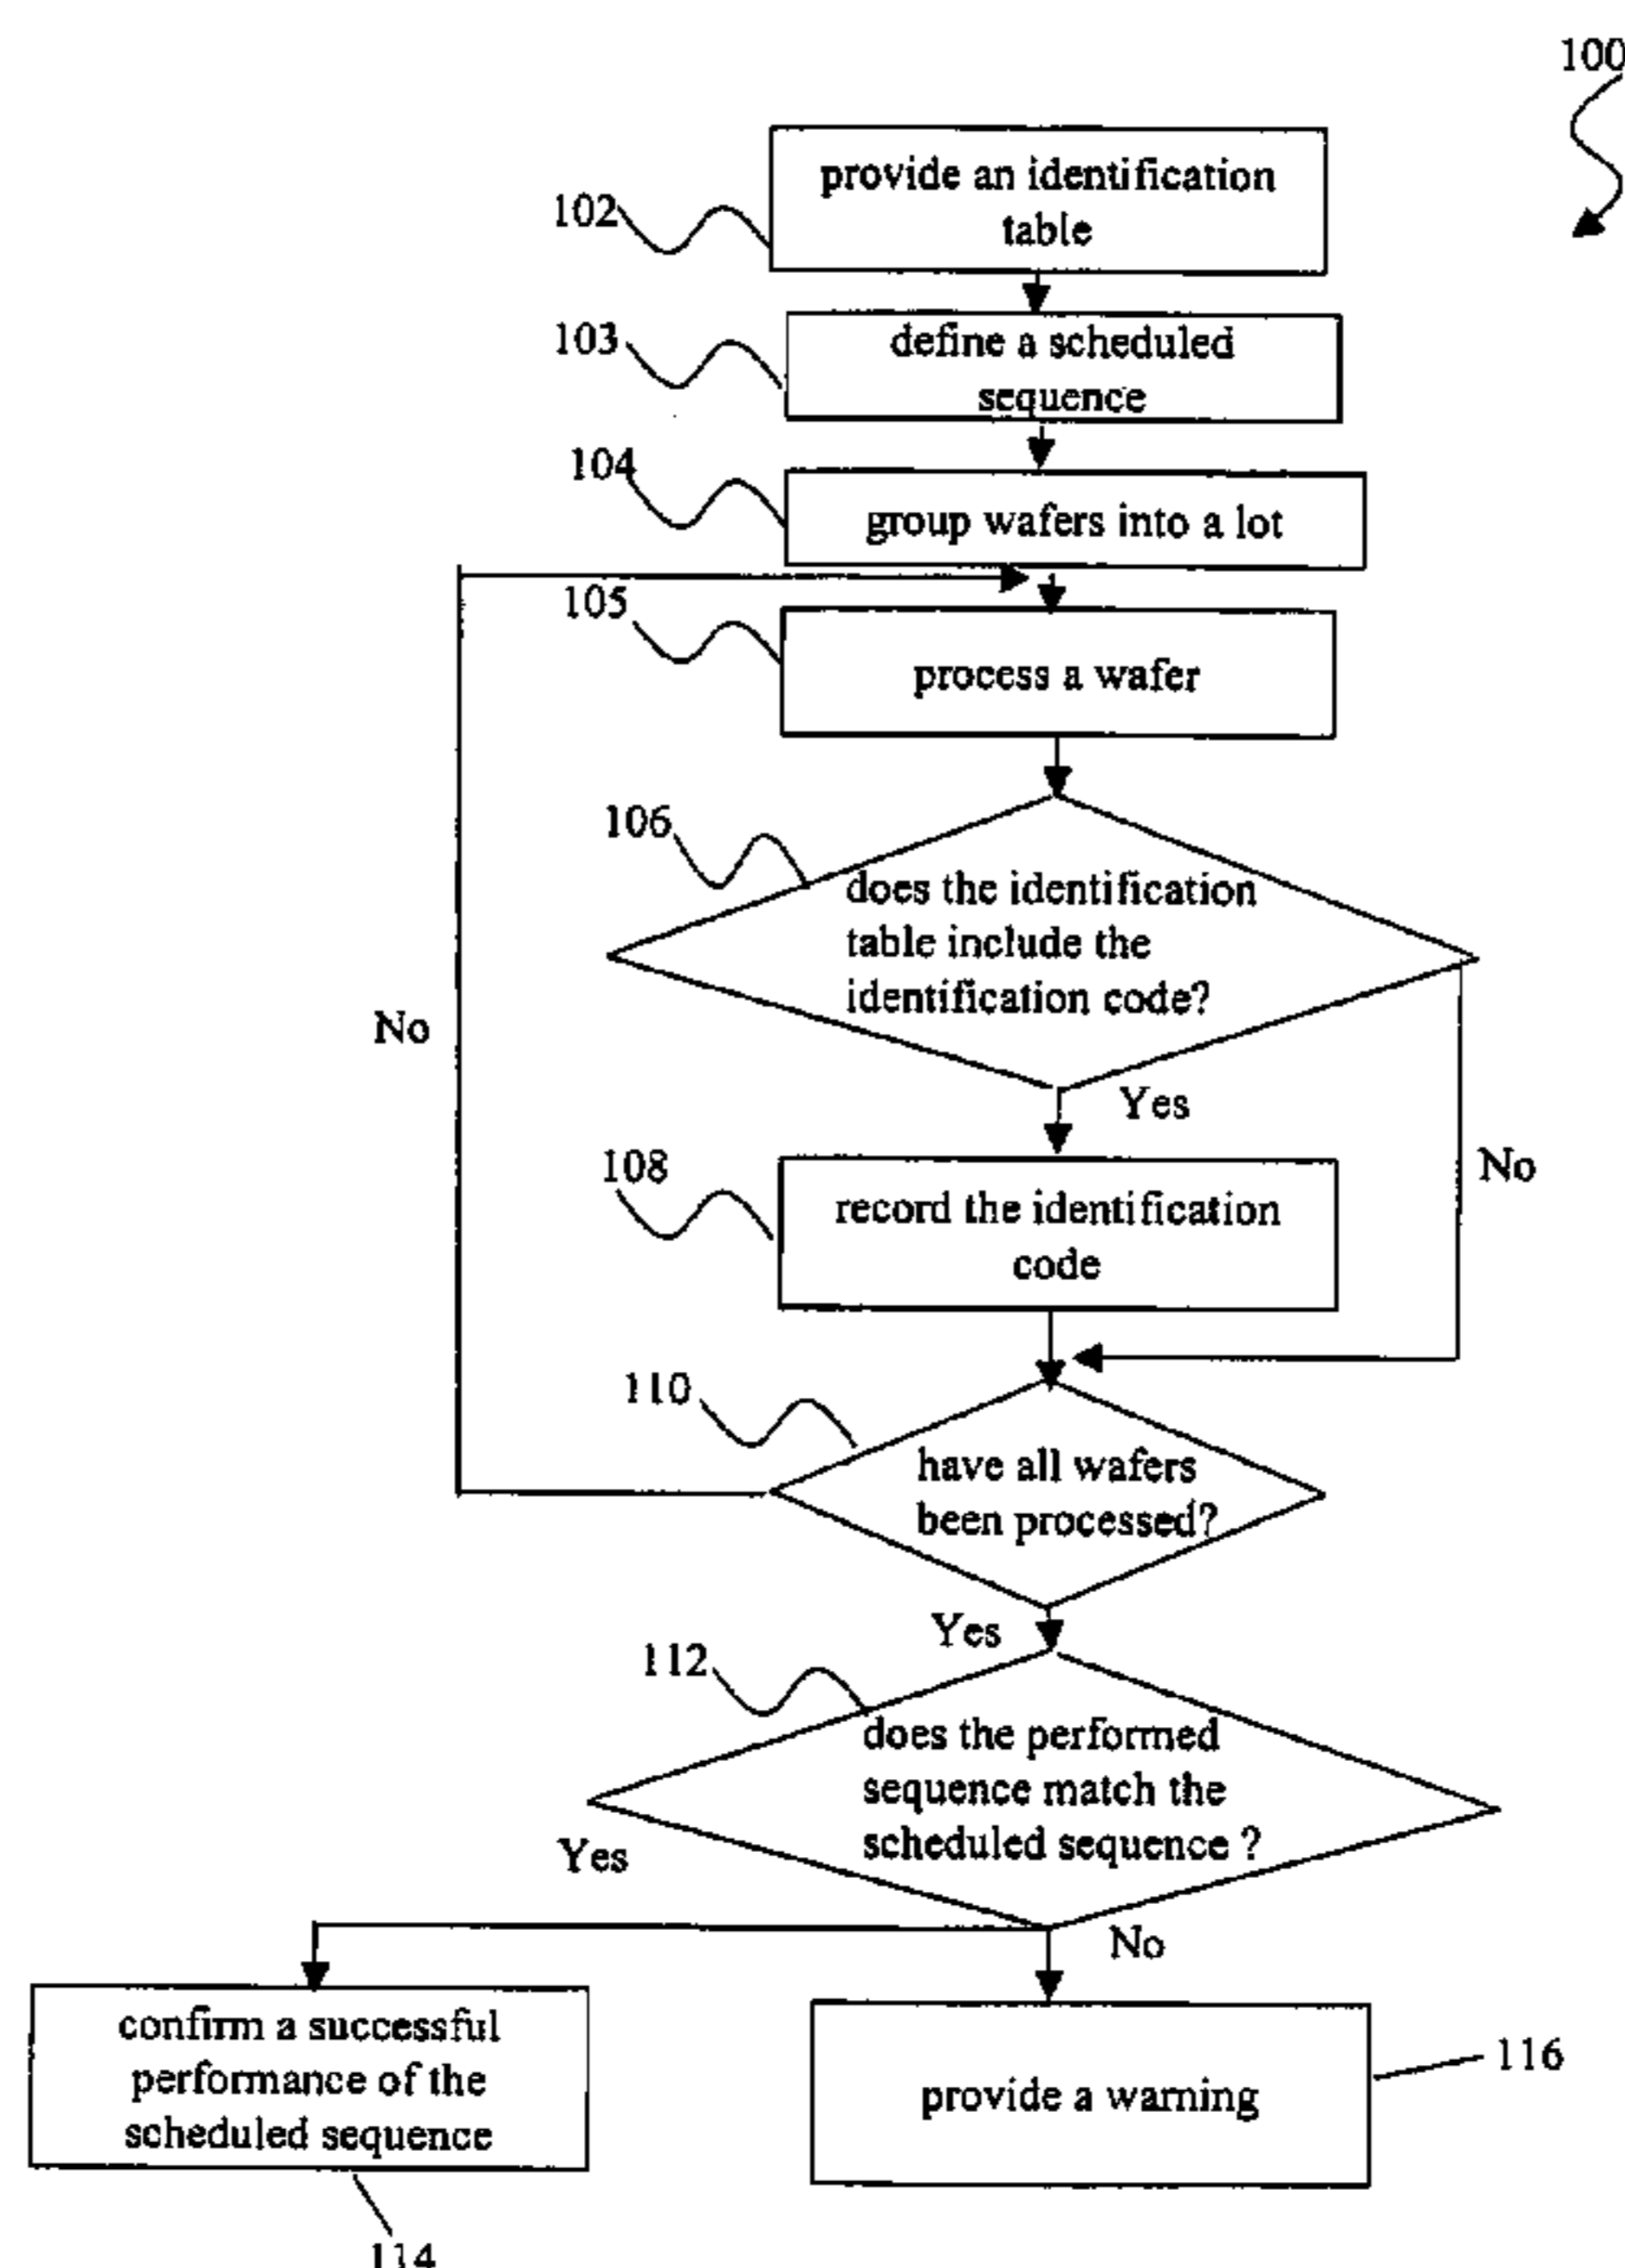 100
102
provide an identification
table
103
define a scheduled
sequence
104
group wafers into a lot
105
process a wafer
106
does the identification
table include the
identification code?
No
Yes
No
108
record the identification
code
110
have all wafers
been processed?
Yes
112
does the performed
sequence match the
scheduled sequence ?
Yes
No
confirm a successful
performance of the
scheduled sequence
provide a warning
116
114